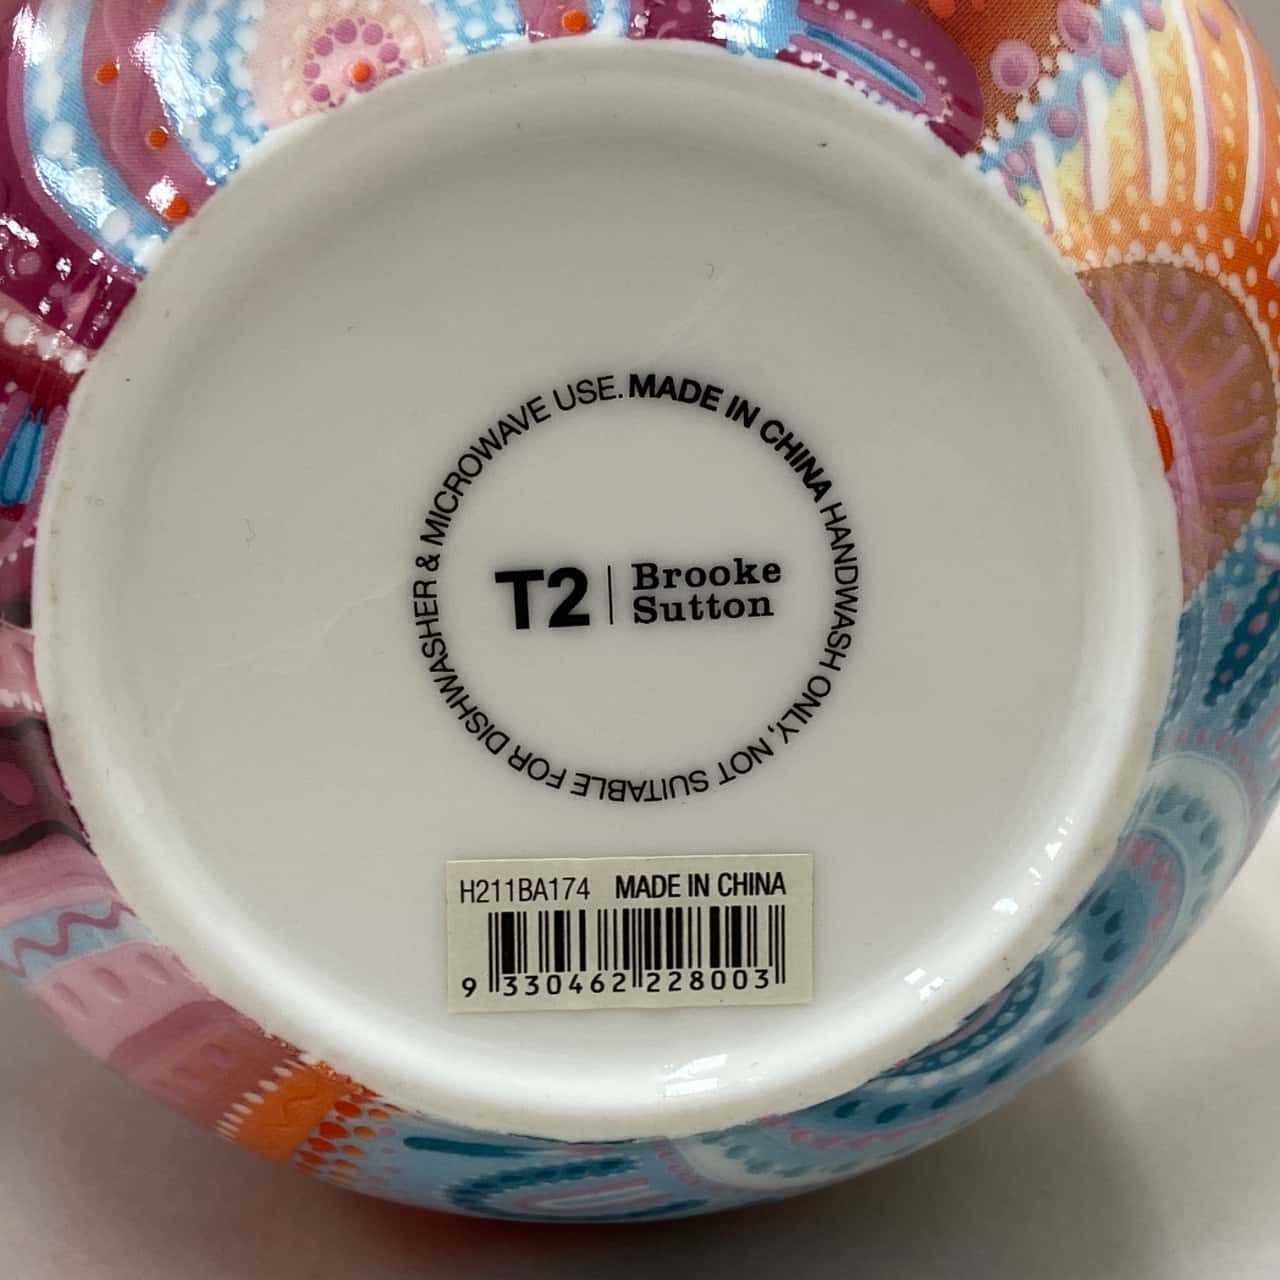 MADE IN CHINA HANDWASH ONLY, NOT SUITABLE FOR DISHWASHER & MICROWAVE USE.
T2 | Brooke
Sutton
H211BA174 MADE IN CHINA
9 330462 228003